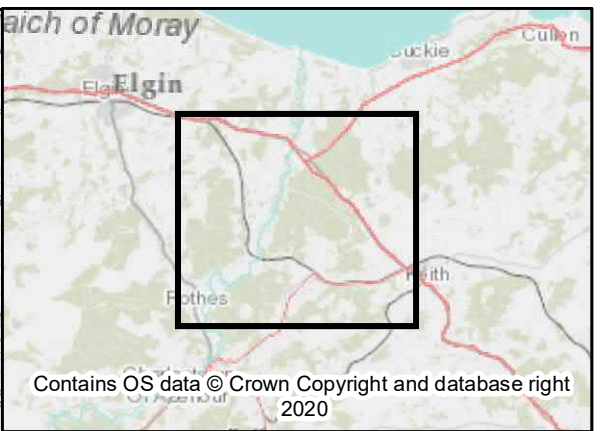 aich of Moray
Cullen
Buckie
Elgin
Elgin
Keith
Rothes
Contains OS data © Crown Copyright and database right
2020